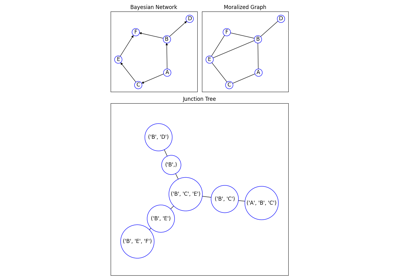 Bayesian Network
Moralized Graph
D
F
B
E
A
C
D
F
B
E
A
C
Junction Tree
('B', 'D')
('B',)
('B', 'C', 'E')
('B', 'C')
('A', 'B', 'C')
('B', 'E')
('B', 'E', 'F')